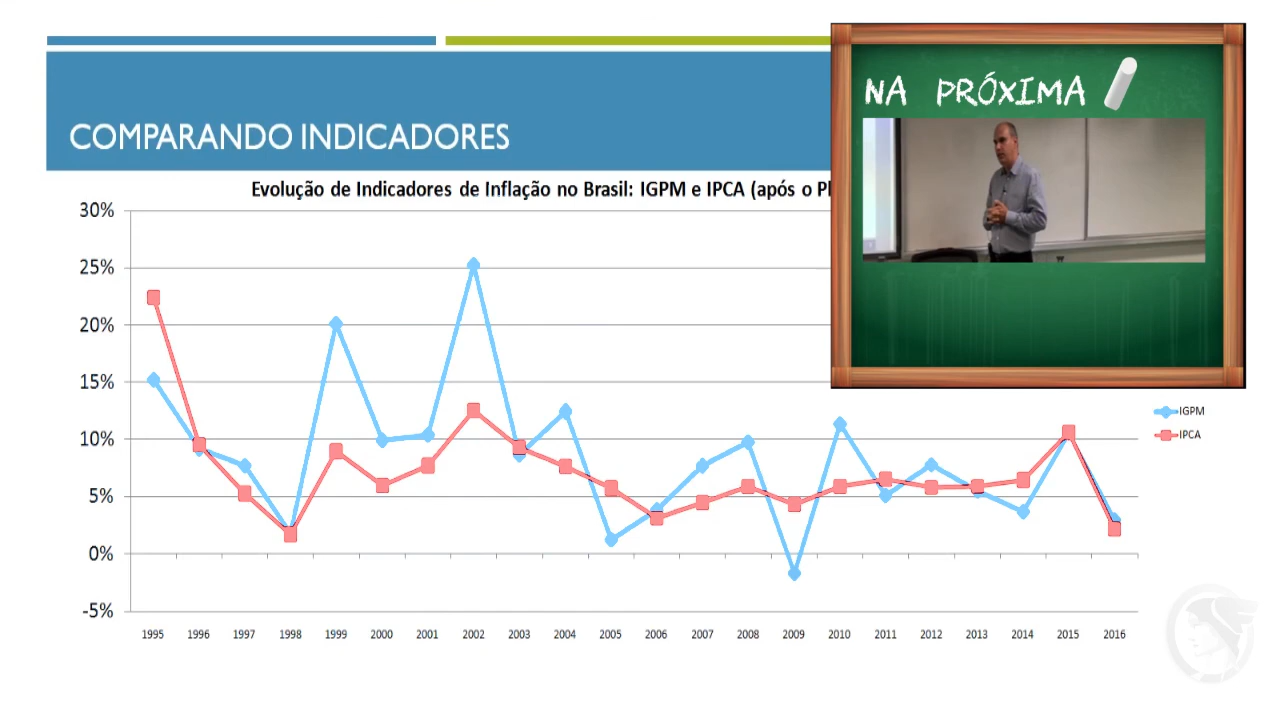 NA PRÓXIMA
COMPARANDO INDICADORES
Evolução de Indicadores de Inflação no Brasil: IGPM e IPCA (após o Pl
30%
25%
20%
15%
10%
5%
0%
-5%
IGPM
IPCA
1995 1996 1997 1998 1999 2000 2001 2002 2003 2004 2005 2006 2007 2008 2009 2010 2011 2012 2013 2014 2015 2016